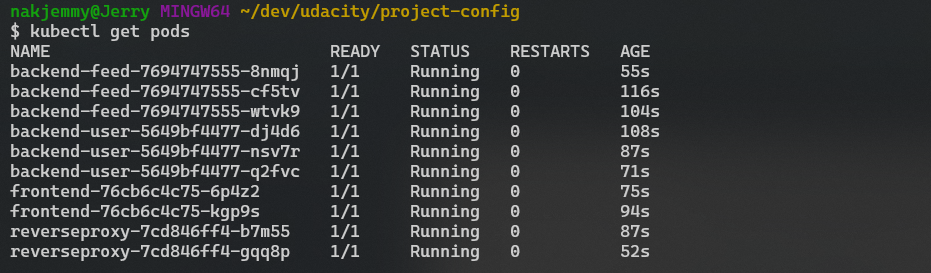 nakjemmy@Jerry MINGW64 ~/dev/udacity/project-config
$ kubectl get pods
NAME READY STATUS RESTARTS AGE
backend-feed-7694747555-8nmqj 1/1 Running 0 55s
backend-feed-7694747555-cf5tv 1/1 Running 0 116s
backend-feed-7694747555-wtvk9 1/1 Running 0 104s
backend-user-5649bf4477-dj4d6 1/1 Running 0 108s
backend-user-5649bf4477-nsv7r 1/1 Running 0 87s
backend-user-5649bf4477-q2fvc 1/1 Running 0 71s
frontend-76cb6c4c75-6p4z2 1/1 Running 0 75s
frontend-76cb6c4c75-kgp9s 1/1 Running 0 94s
reverseproxy-7cd846ff4-b7m55 1/1 Running 0 87s
reverseproxy-7cd846ff4-gqq8p 1/1 Running 0 52s